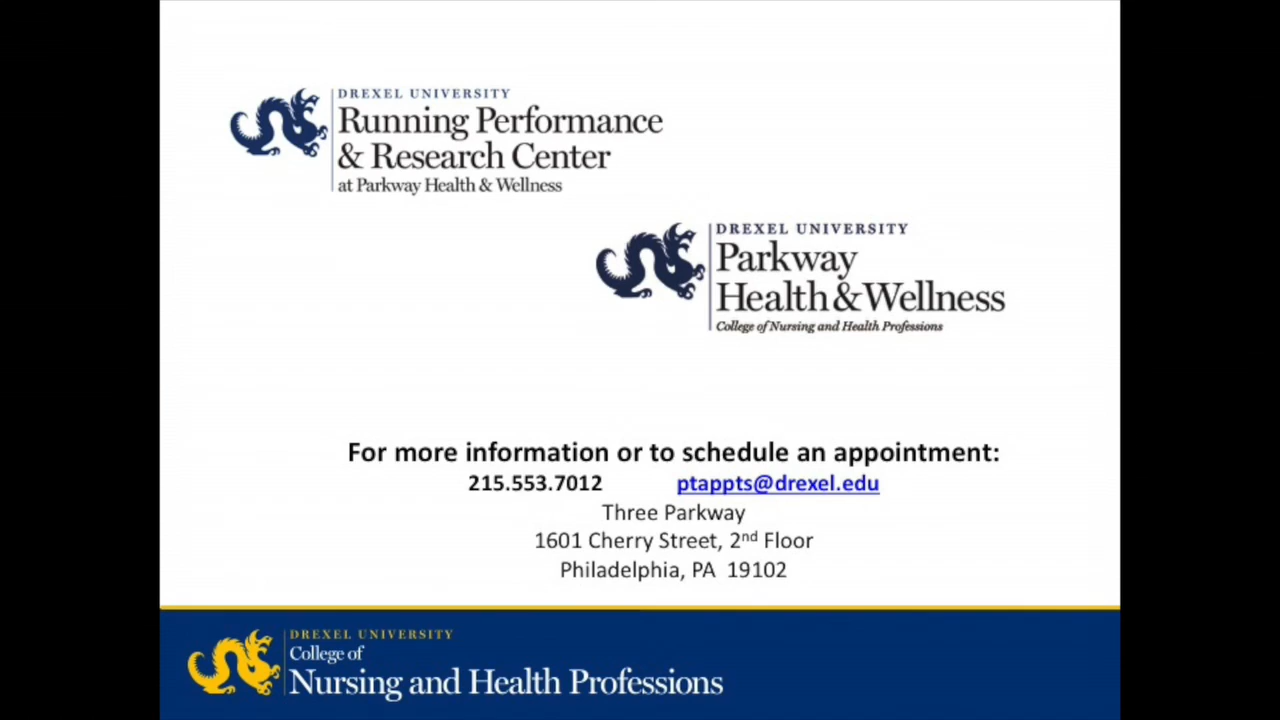 DREXEL UNIVERSITY
Running Performance
& Research Center
at Parkway Health & Wellness
DREXEL UNIVERSITY
Parkway
Health & Wellness
College of Nursing and Health Professions
For more information or to schedule an appointment:
215.553.7012 ptappts@drexel.edu
Three Parkway
1601 Cherry Street, 2nd Floor
Philadelphia, PA 19102
DREXEL UNIVERSITY
College of
Nursing and Health Professions